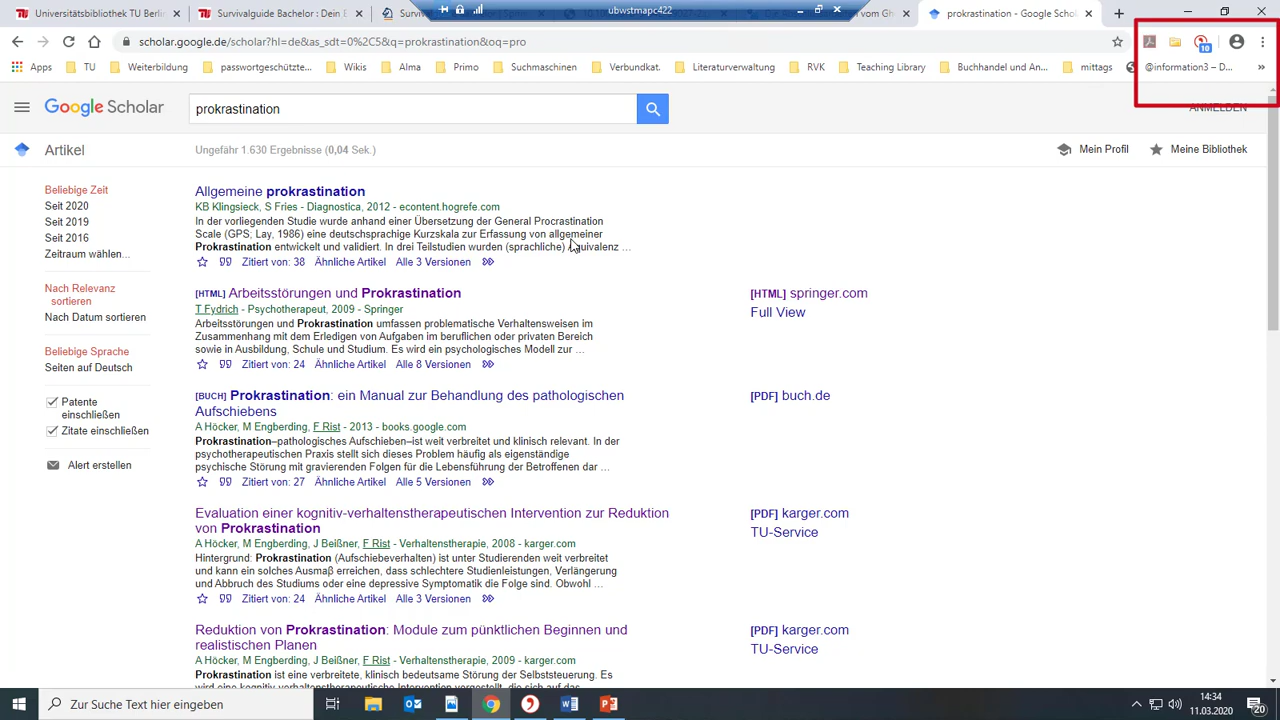 Universitätsbibliothek TU Berlin
Survivalguide Bachelor | Dein E
ubwstmapc422
prokrastination - Google Schol
scholar.google.de/scholar?hl=de&as_sdt=0%2C5&q=prokrastination&oq=pro
10
Apps TU Weiterbildung passwortgeschützte... Wikis Alma Primo Suchmaschinen Verbundkat. Literaturverwaltung RVK Teaching Library Buchhandel und An... mittags @information3 – D... »
Google Scholar
prokrastination
ANMELDEN
Artikel
Ungefähr 1.630 Ergebnisse (0,04 Sek.)
Mein Profil
Meine Bibliothek
Beliebige Zeit
Seit 2020
Seit 2019
Seit 2016
Zeitraum wählen...
Nach Relevanz
sortieren
Nach Datum sortieren
Beliebige Sprache
Seiten auf Deutsch
Patente
einschließen
Zitate einschließen
Alert erstellen
Allgemeine prokrastination
KB Klingsieck, S Fries - Diagnostica, 2012 - econtent.hogrefe.com
In der vorliegenden Studie wurde anhand einer Übersetzung der General Procrastination
Scale (GPS; Lay, 1986) eine deutschsprachige Kurzskala zur Erfassung von allgemeiner
Prokrastination entwickelt und validiert. In drei Teilstudien wurden (sprachliche) Äquivalenz ...
Zitiert von: 38 Ähnliche Artikel Alle 3 Versionen
[HTML] Arbeitsstörungen und Prokrastination
T Fydrich - Psychotherapeut, 2009 - Springer
Arbeitsstörungen und Prokrastination umfassen problematische Verhaltensweisen im
Zusammenhang mit dem Erledigen von Aufgaben im beruflichen oder privaten Bereich
sowie in Ausbildung, Schule und Studium. Es wird ein psychologisches Modell zur ...
Zitiert von: 24 Ähnliche Artikel Alle 8 Versionen
[HTML] springer.com
Full View
[BUCH] Prokrastination: ein Manual zur Behandlung des pathologischen
Aufschiebens
A Höcker, M Engberding, F Rist - 2013 - books.google.com
Prokrastination–pathologisches Aufschieben–ist weit verbreitet und klinisch relevant. In der
psychotherapeutischen Praxis stellt sich dieses Problem häufig als eigenständige
psychische Störung mit gravierenden Folgen für die Lebensführung der Betroffenen dar ...
Zitiert von: 27 Ähnliche Artikel Alle 5 Versionen
[PDF] buch.de
Evaluation einer kognitiv-verhaltenstherapeutischen Intervention zur Reduktion
von Prokrastination
A Höcker, M Engberding, J Beißner, F Rist - Verhaltenstherapie, 2008 - karger.com
Hintergrund: Prokrastination (Aufschiebeverhalten) ist unter Studierenden weit verbreitet
und kann ein solches Ausmaβ erreichen, dass schlechtere Studienleistungen, Verlängerung
und Abbruch des Studiums oder eine depressive Symptomatik die Folge sind. Obwohl ...
Zitiert von: 24 Ähnliche Artikel Alle 3 Versionen
[PDF] karger.com
TU-Service
Reduktion von Prokrastination: Module zum pünktlichen Beginnen und
realistischen Planen
A Höcker, M Engberding, J Beißner, F Rist - Verhaltenstherapie, 2009 - karger.com
Prokrastination ist eine verbreitete, klinisch bedeutsame Störung der Selbststeuerung. Es
wird eine kognitiv-verhaltenstherapeutische Intervention vorgestellt, die sich auf das
[PDF] karger.com
TU-Service
Zur Suche Text hier eingeben
14:34
11.03.2020
20